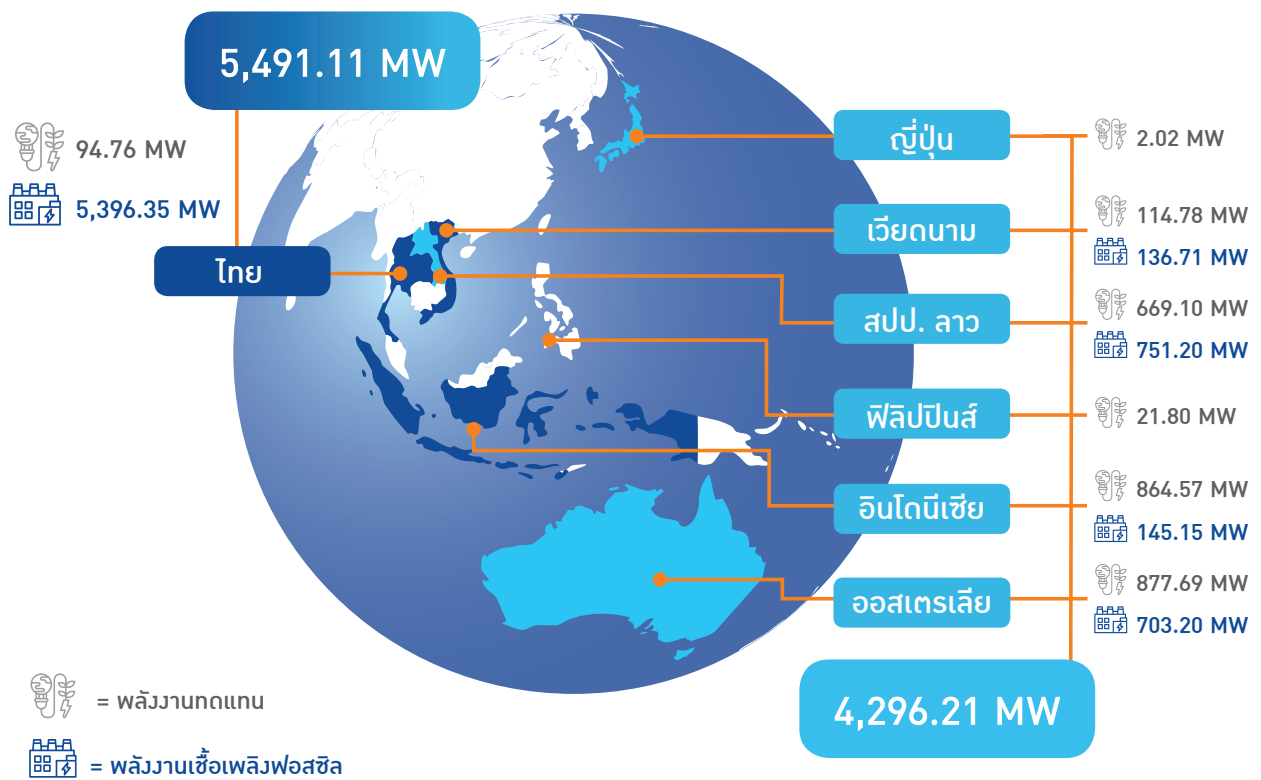 5,491.11 MW
94.76 MW
5,396.35 MW
ไทย
ญี่ปุ่น
2.02 MW
เวียดนาม
114.78 MW
136.71 MW
สปป. ลาว
669.10 MW
751.20 MW
ฟิลิปปินส์
21.80 MW
อินโดนีเซีย
864.57 MW
145.15 MW
ออสเตรเลีย
877.69 MW
703.20 MW
4,296.21 MW
= พลังงานทดแทน
= พลังงานเชื้อเพลิงฟอสซิล